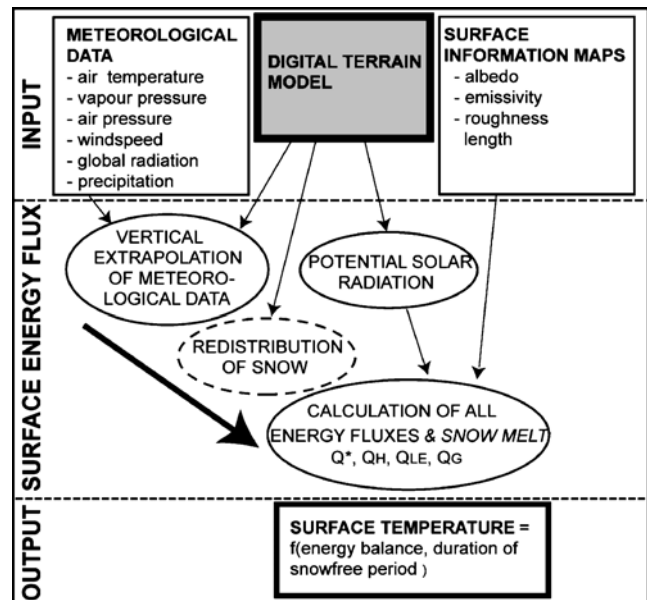 INPUT
METEOROLOGICAL
DATA
- air temperature
- vapour pressure
- air pressure
- windspeed
- global radiation
- precipitation
DIGITAL TERRAIN
MODEL
SURFACE
INFORMATION MAPS
- albedo
- emissivity
- roughness
length
SURFACE ENERGY FLUX
VERTICAL
EXTRAPOLATION
OF METEORO-
LOGICAL DATA
POTENTIAL SOLAR
RADIATION
REDISTRIBUTION
OF SNOW
CALCULATION OF ALL
ENERGY FLUXES & SNOW MELT
Q*, QH, QLE, QG
OUTPUT
SURFACE TEMPERATURE =
f(energy balance, duration of
snowfree period )